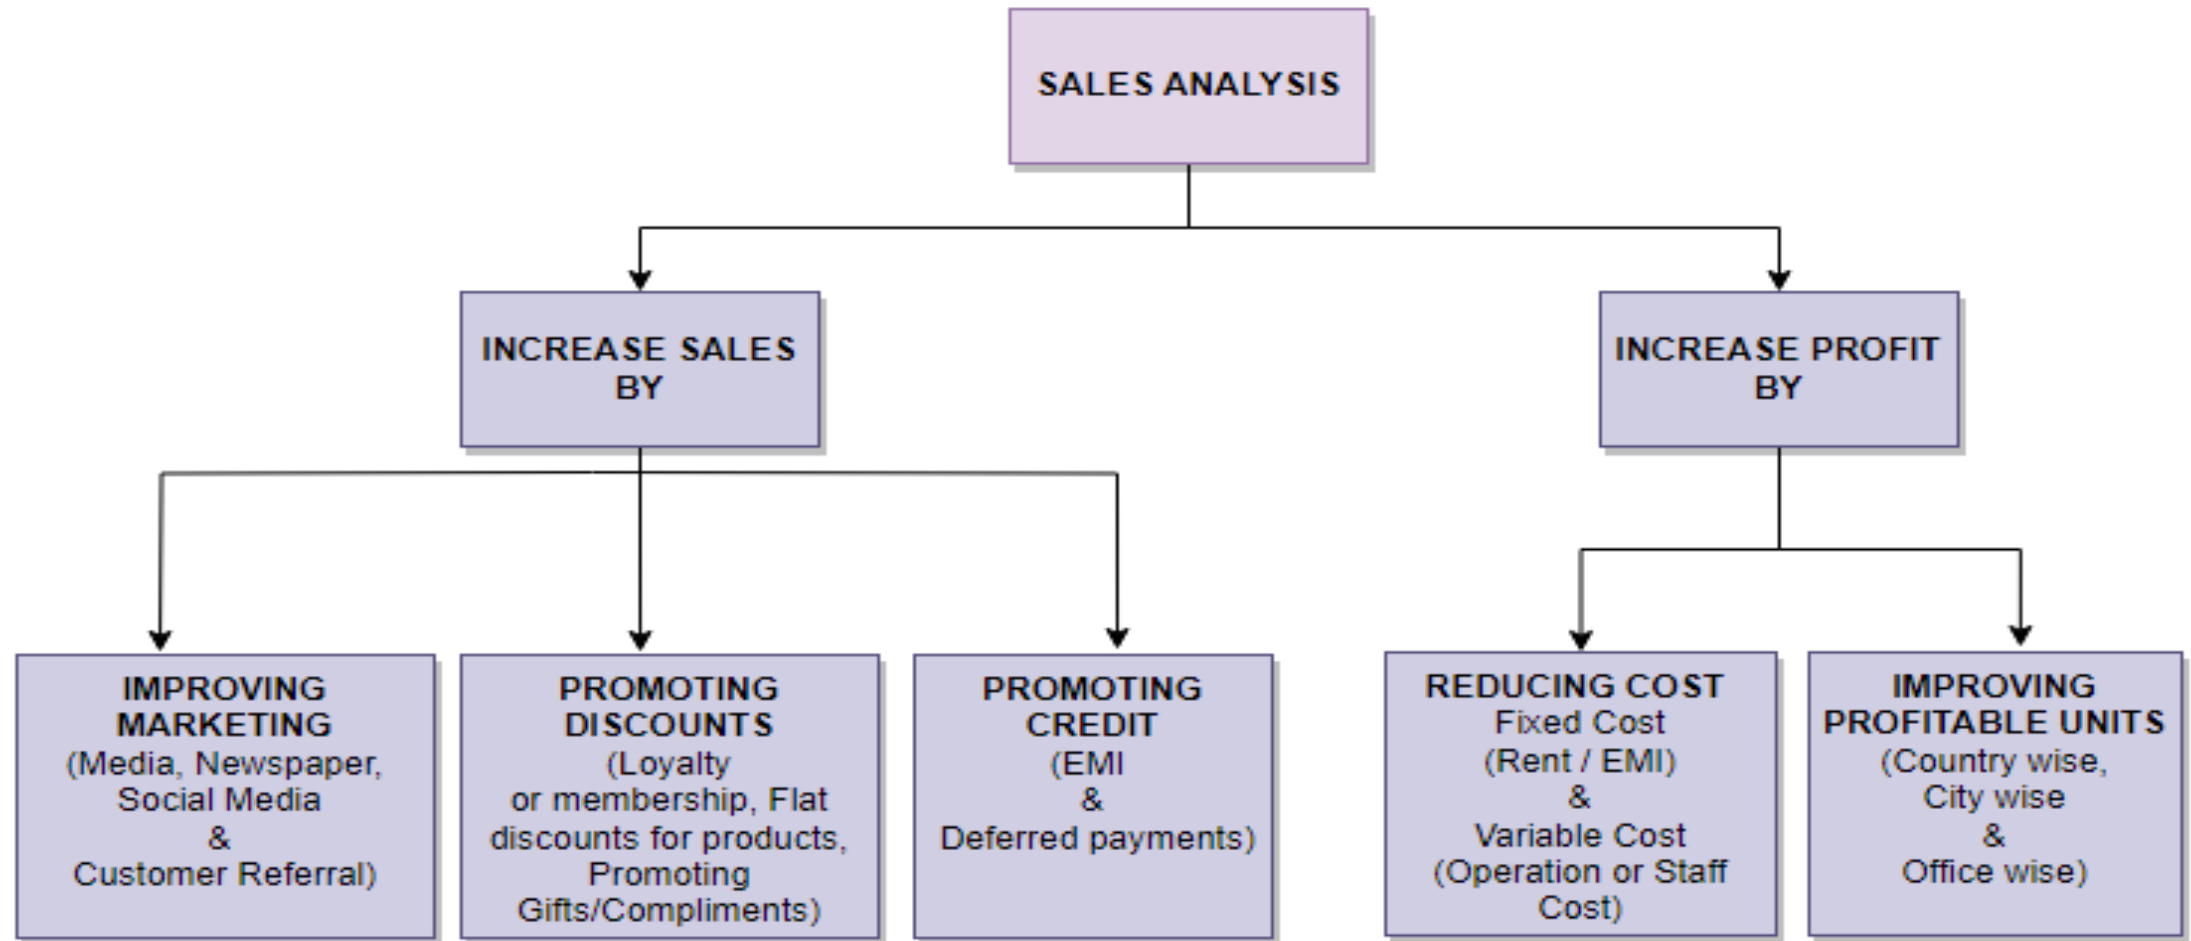 SALES ANALYSIS
INCREASE SALES
BY
INCREASE PROFIT
BY
IMPROVING
MARKETING
(Media, Newspaper,
Social Media
&
Customer Referral)
PROMOTING
DISCOUNTS
(Loyalty
or membership, Flat
discounts for products,
Promoting
Gifts/Compliments)
PROMOTING
CREDIT
(EMI
&
Deferred payments)
REDUCING COST
Fixed Cost
(Rent / EMI)
&
Variable Cost
(Operation or Staff
Cost)
IMPROVING
PROFITABLE UNITS
(Country wise,
City wise
&
Office wise)